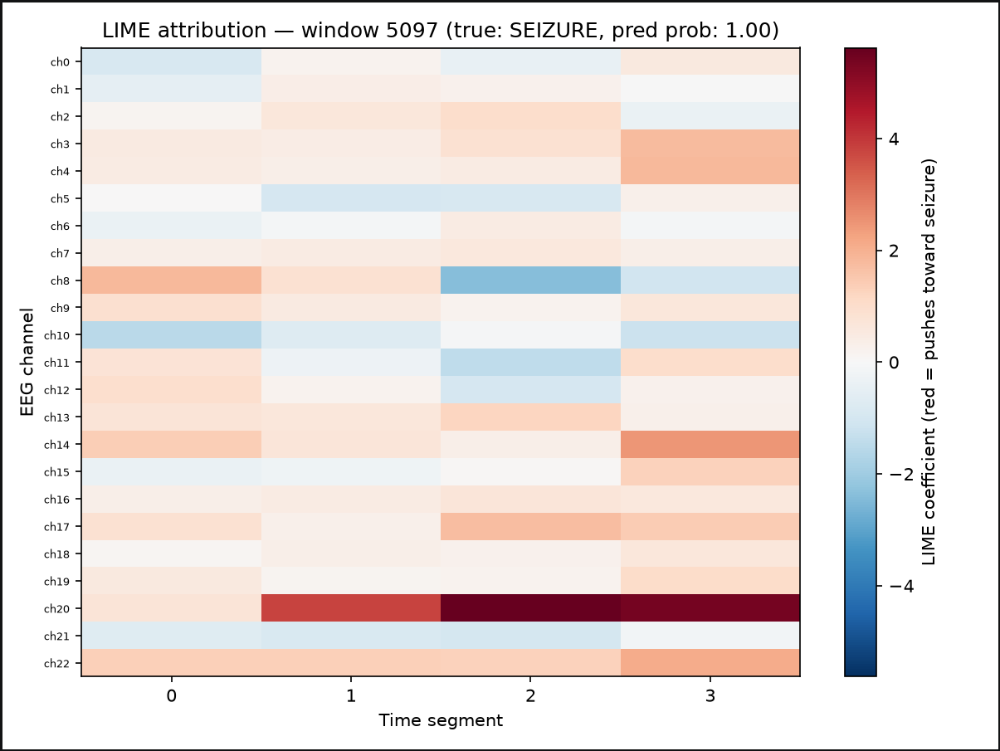 LIME attribution — window 5097 (true: SEIZURE, pred prob: 1.00)
EEG channel
ch0
ch1
ch2
ch3
ch4
ch5
ch6
ch7
ch8
ch9
ch10
ch11
ch12
ch13
ch14
ch15
ch16
ch17
ch18
ch19
ch20
ch21
ch22
0 1 2 3
Time segment
4
2
0
−2
−4
LIME coefficient (red = pushes toward seizure)